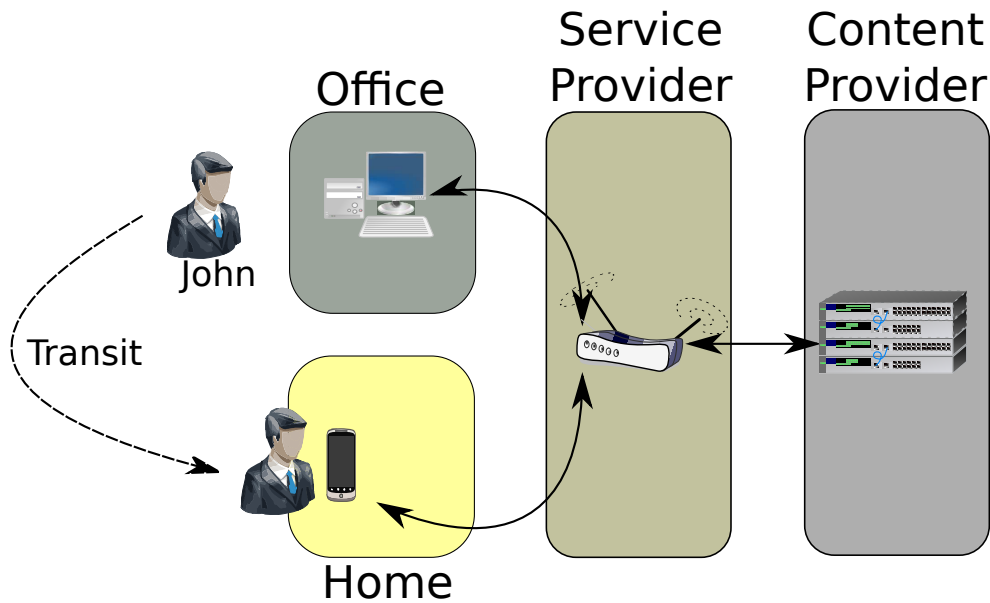 Service
Provider
Content
Provider
Office
John
Transit
Home